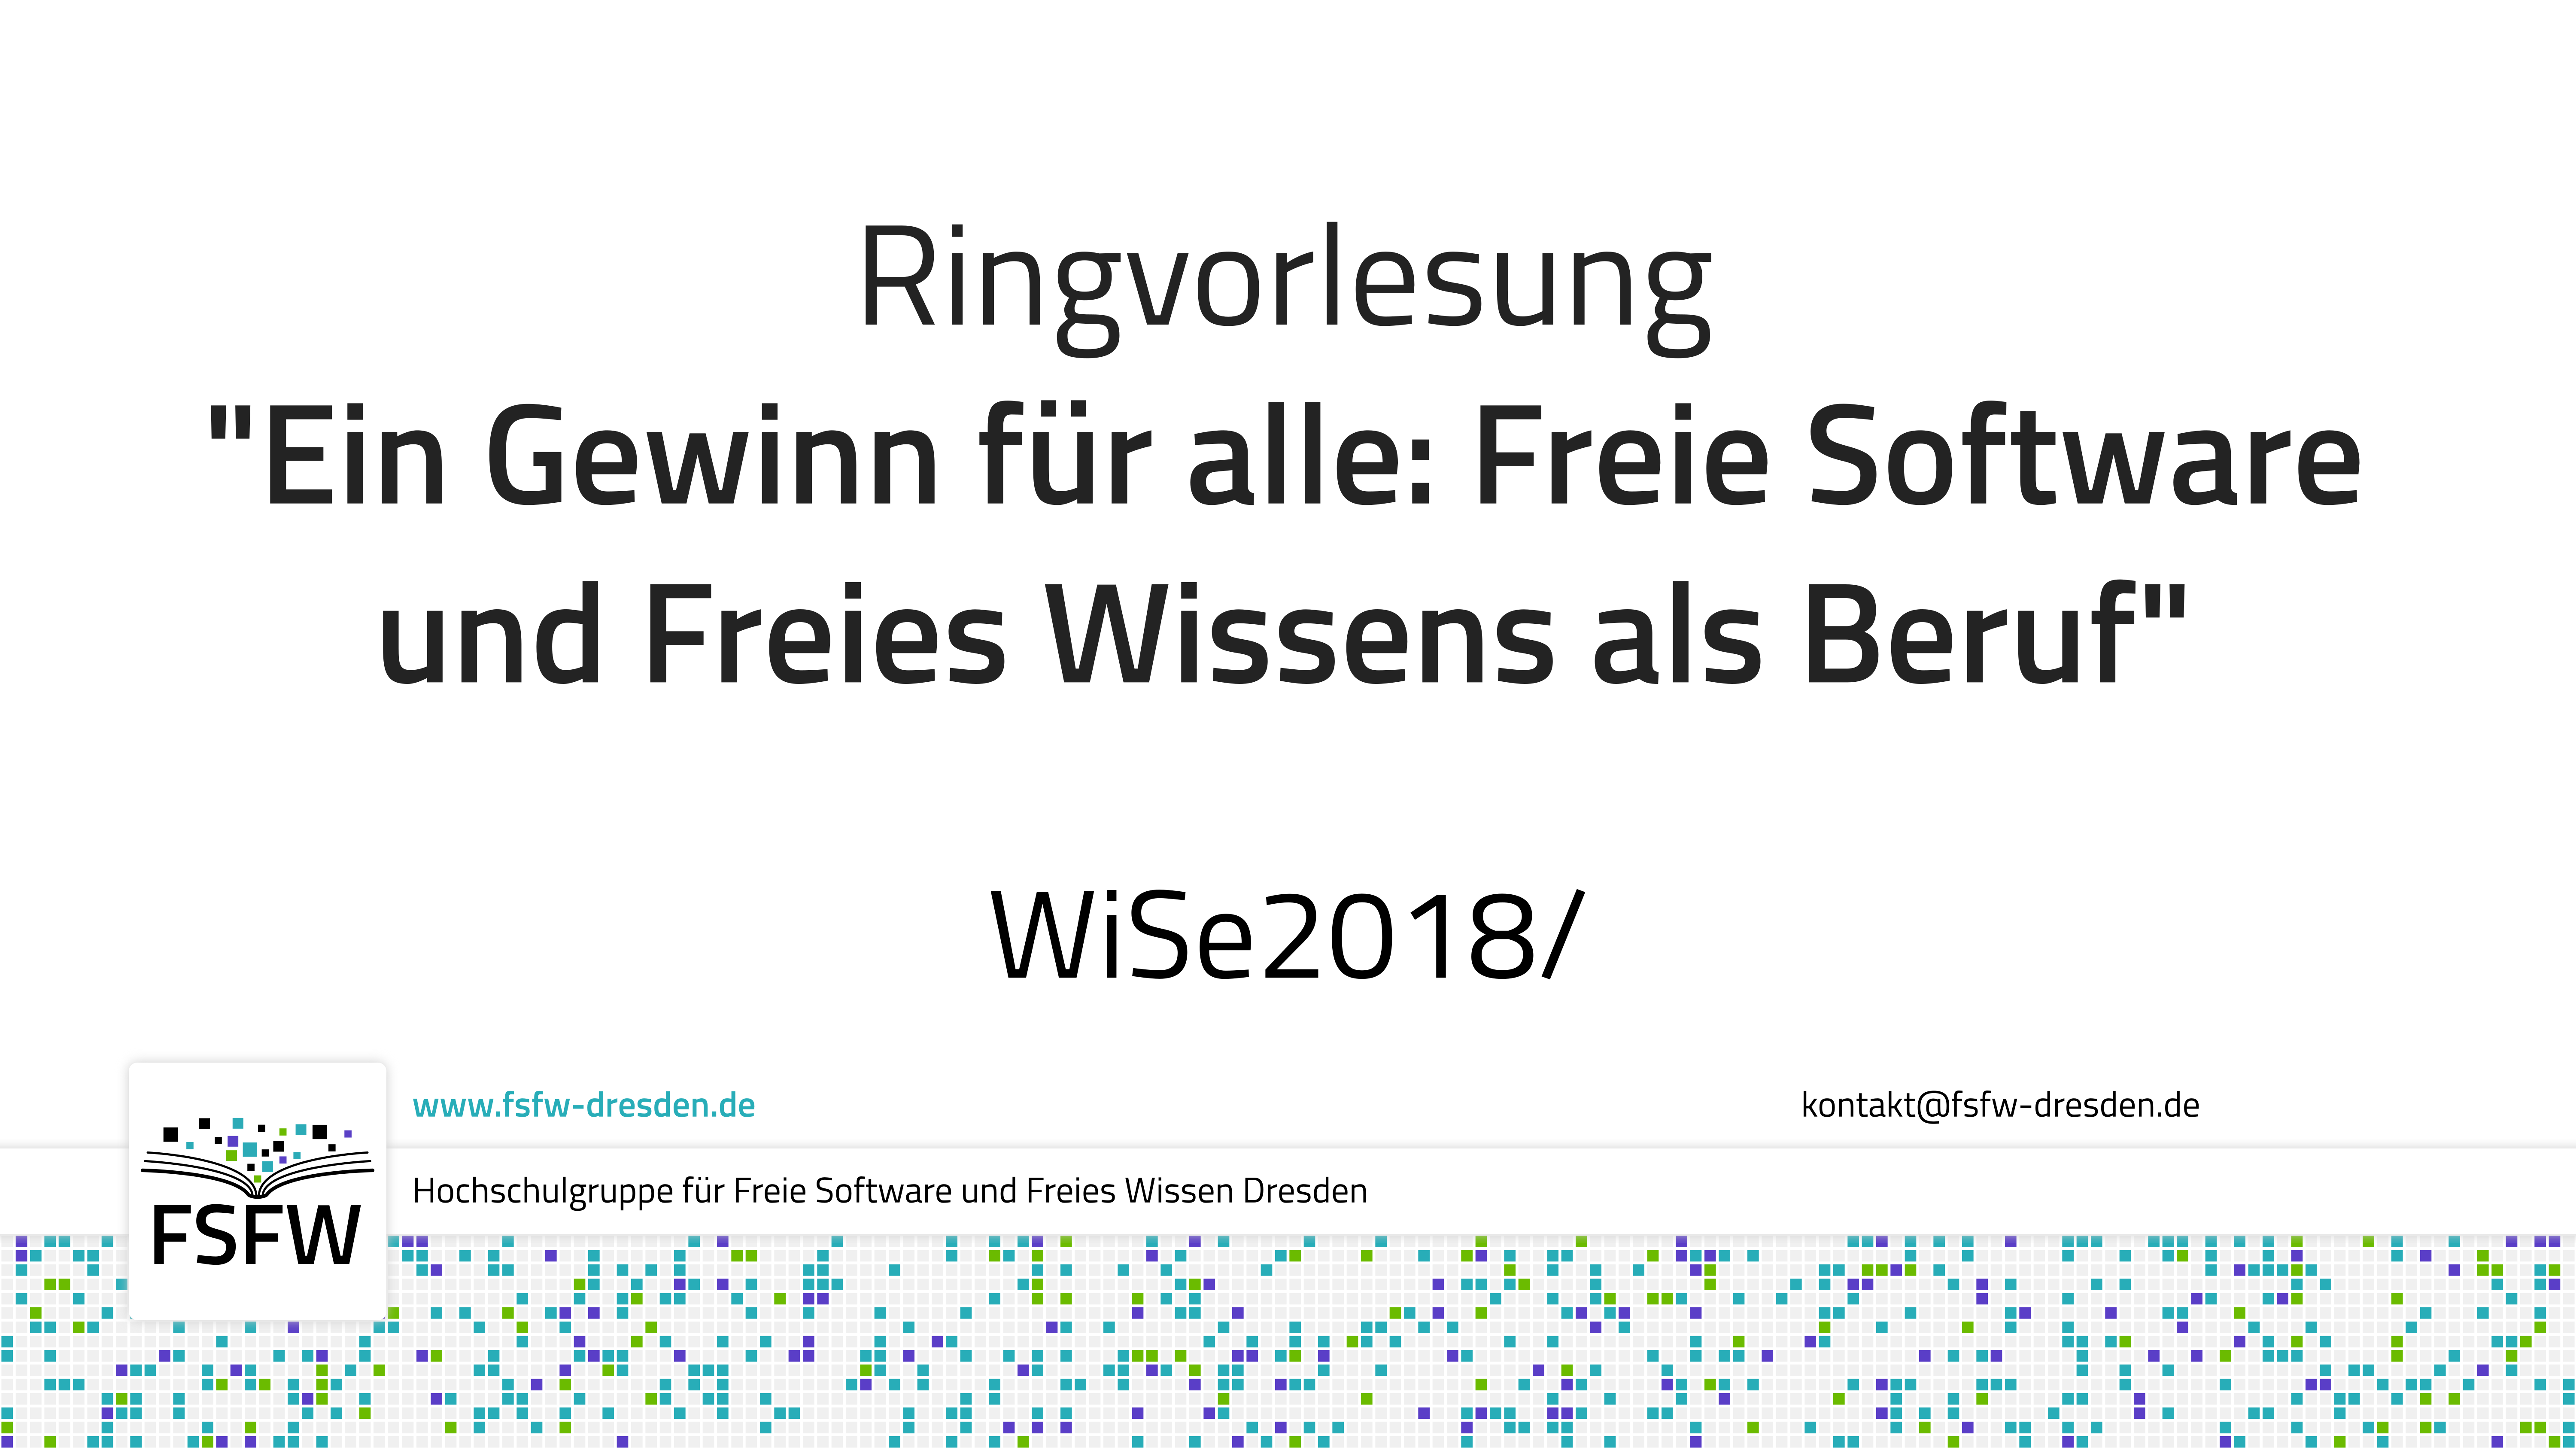 Ringvorlesung
"Ein Gewinn für alle: Freie Software
und Freies Wissens als Beruf"
WiSe2018/
www.fsfw-dresden.de
kontakt@fsfw-dresden.de
Hochschulgruppe für Freie Software und Freies Wissen Dresden
FSFW